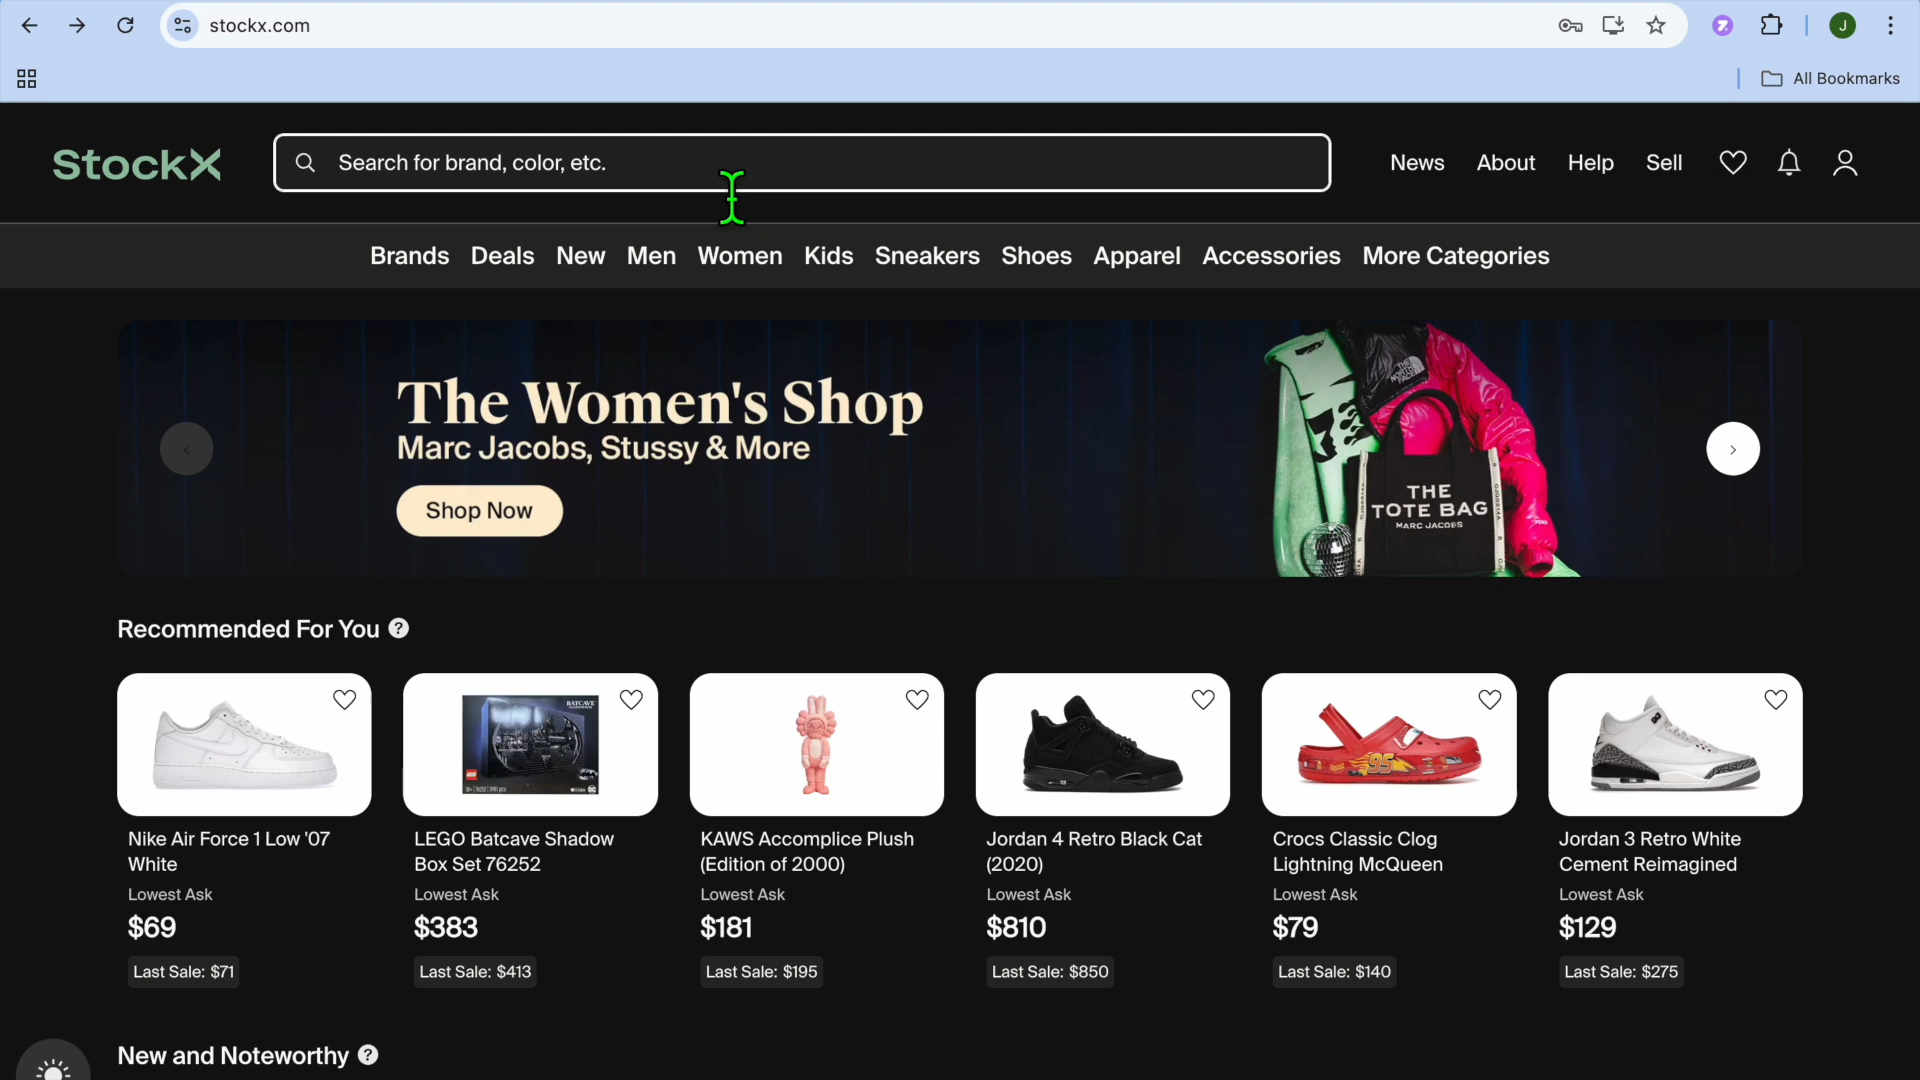 stockx.com
J
All Bookmarks
StockX
Search for brand, color, etc.
News About Help Sell
Brands Deals New Men Women Kids Sneakers Shoes Apparel Accessories More Categories
The Women's Shop
Marc Jacobs, Stussy & More
Shop Now
THE NORTH FACE
THE
TOTE BAG
MARC JACOBS
Recommended For You ?
BATCAVE
95
Nike Air Force 1 Low '07
White
Lowest Ask
$69
Last Sale: $71
LEGO Batcave Shadow
Box Set 76252
Lowest Ask
$383
Last Sale: $413
KAWS Accomplice Plush
(Edition of 2000)
Lowest Ask
$181
Last Sale: $195
Jordan 4 Retro Black Cat
(2020)
Lowest Ask
$810
Last Sale: $850
Crocs Classic Clog
Lightning McQueen
Lowest Ask
$79
Last Sale: $140
Jordan 3 Retro White
Cement Reimagined
Lowest Ask
$129
Last Sale: $275
New and Noteworthy ?